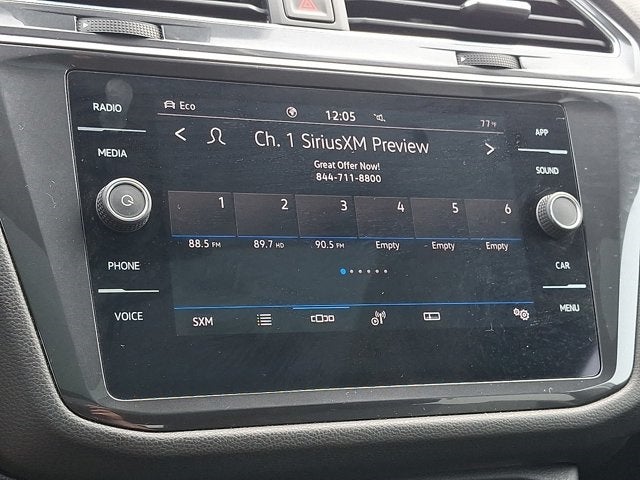 RADIO
MEDIA
PHONE
VOICE
Eco
12:05
77°F
Ch. 1 SiriusXM Preview
Great Offer Now!
844-711-8800
1 2 3 4 5 6
88.5 FM 89.7 HD 90.5 FM Empty Empty Empty
SXM
APP
SOUND
CAR
MENU